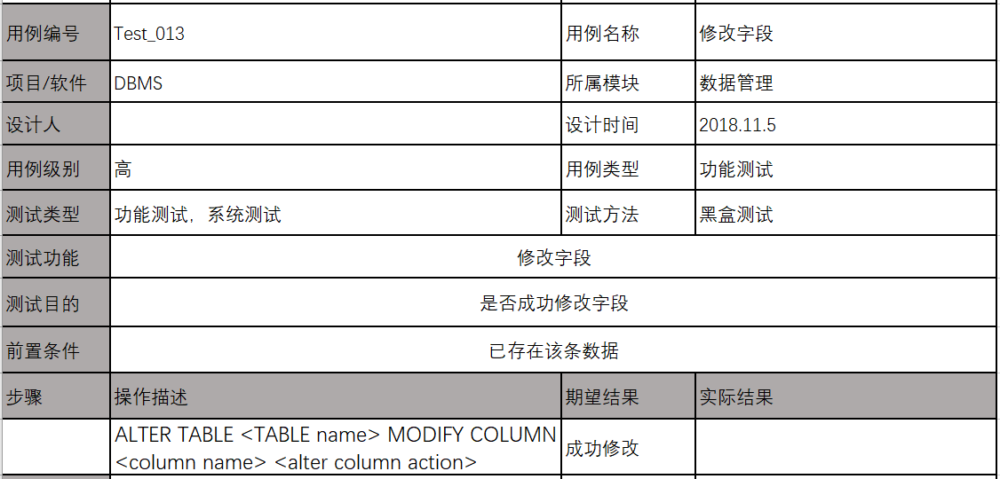 用例编号 Test_013 用例名称 修改字段
项目/软件 DBMS 所属模块 数据管理
设计人 设计时间 2018.11.5
用例级别 高 用例类型 功能测试
测试类型 功能测试，系统测试 测试方法 黑盒测试
测试功能 修改字段
测试目的 是否成功修改字段
前置条件 已存在该条数据
步骤 操作描述 期望结果 实际结果
ALTER TABLE <TABLE name> MODIFY COLUMN
<column name> <alter column action> 成功修改